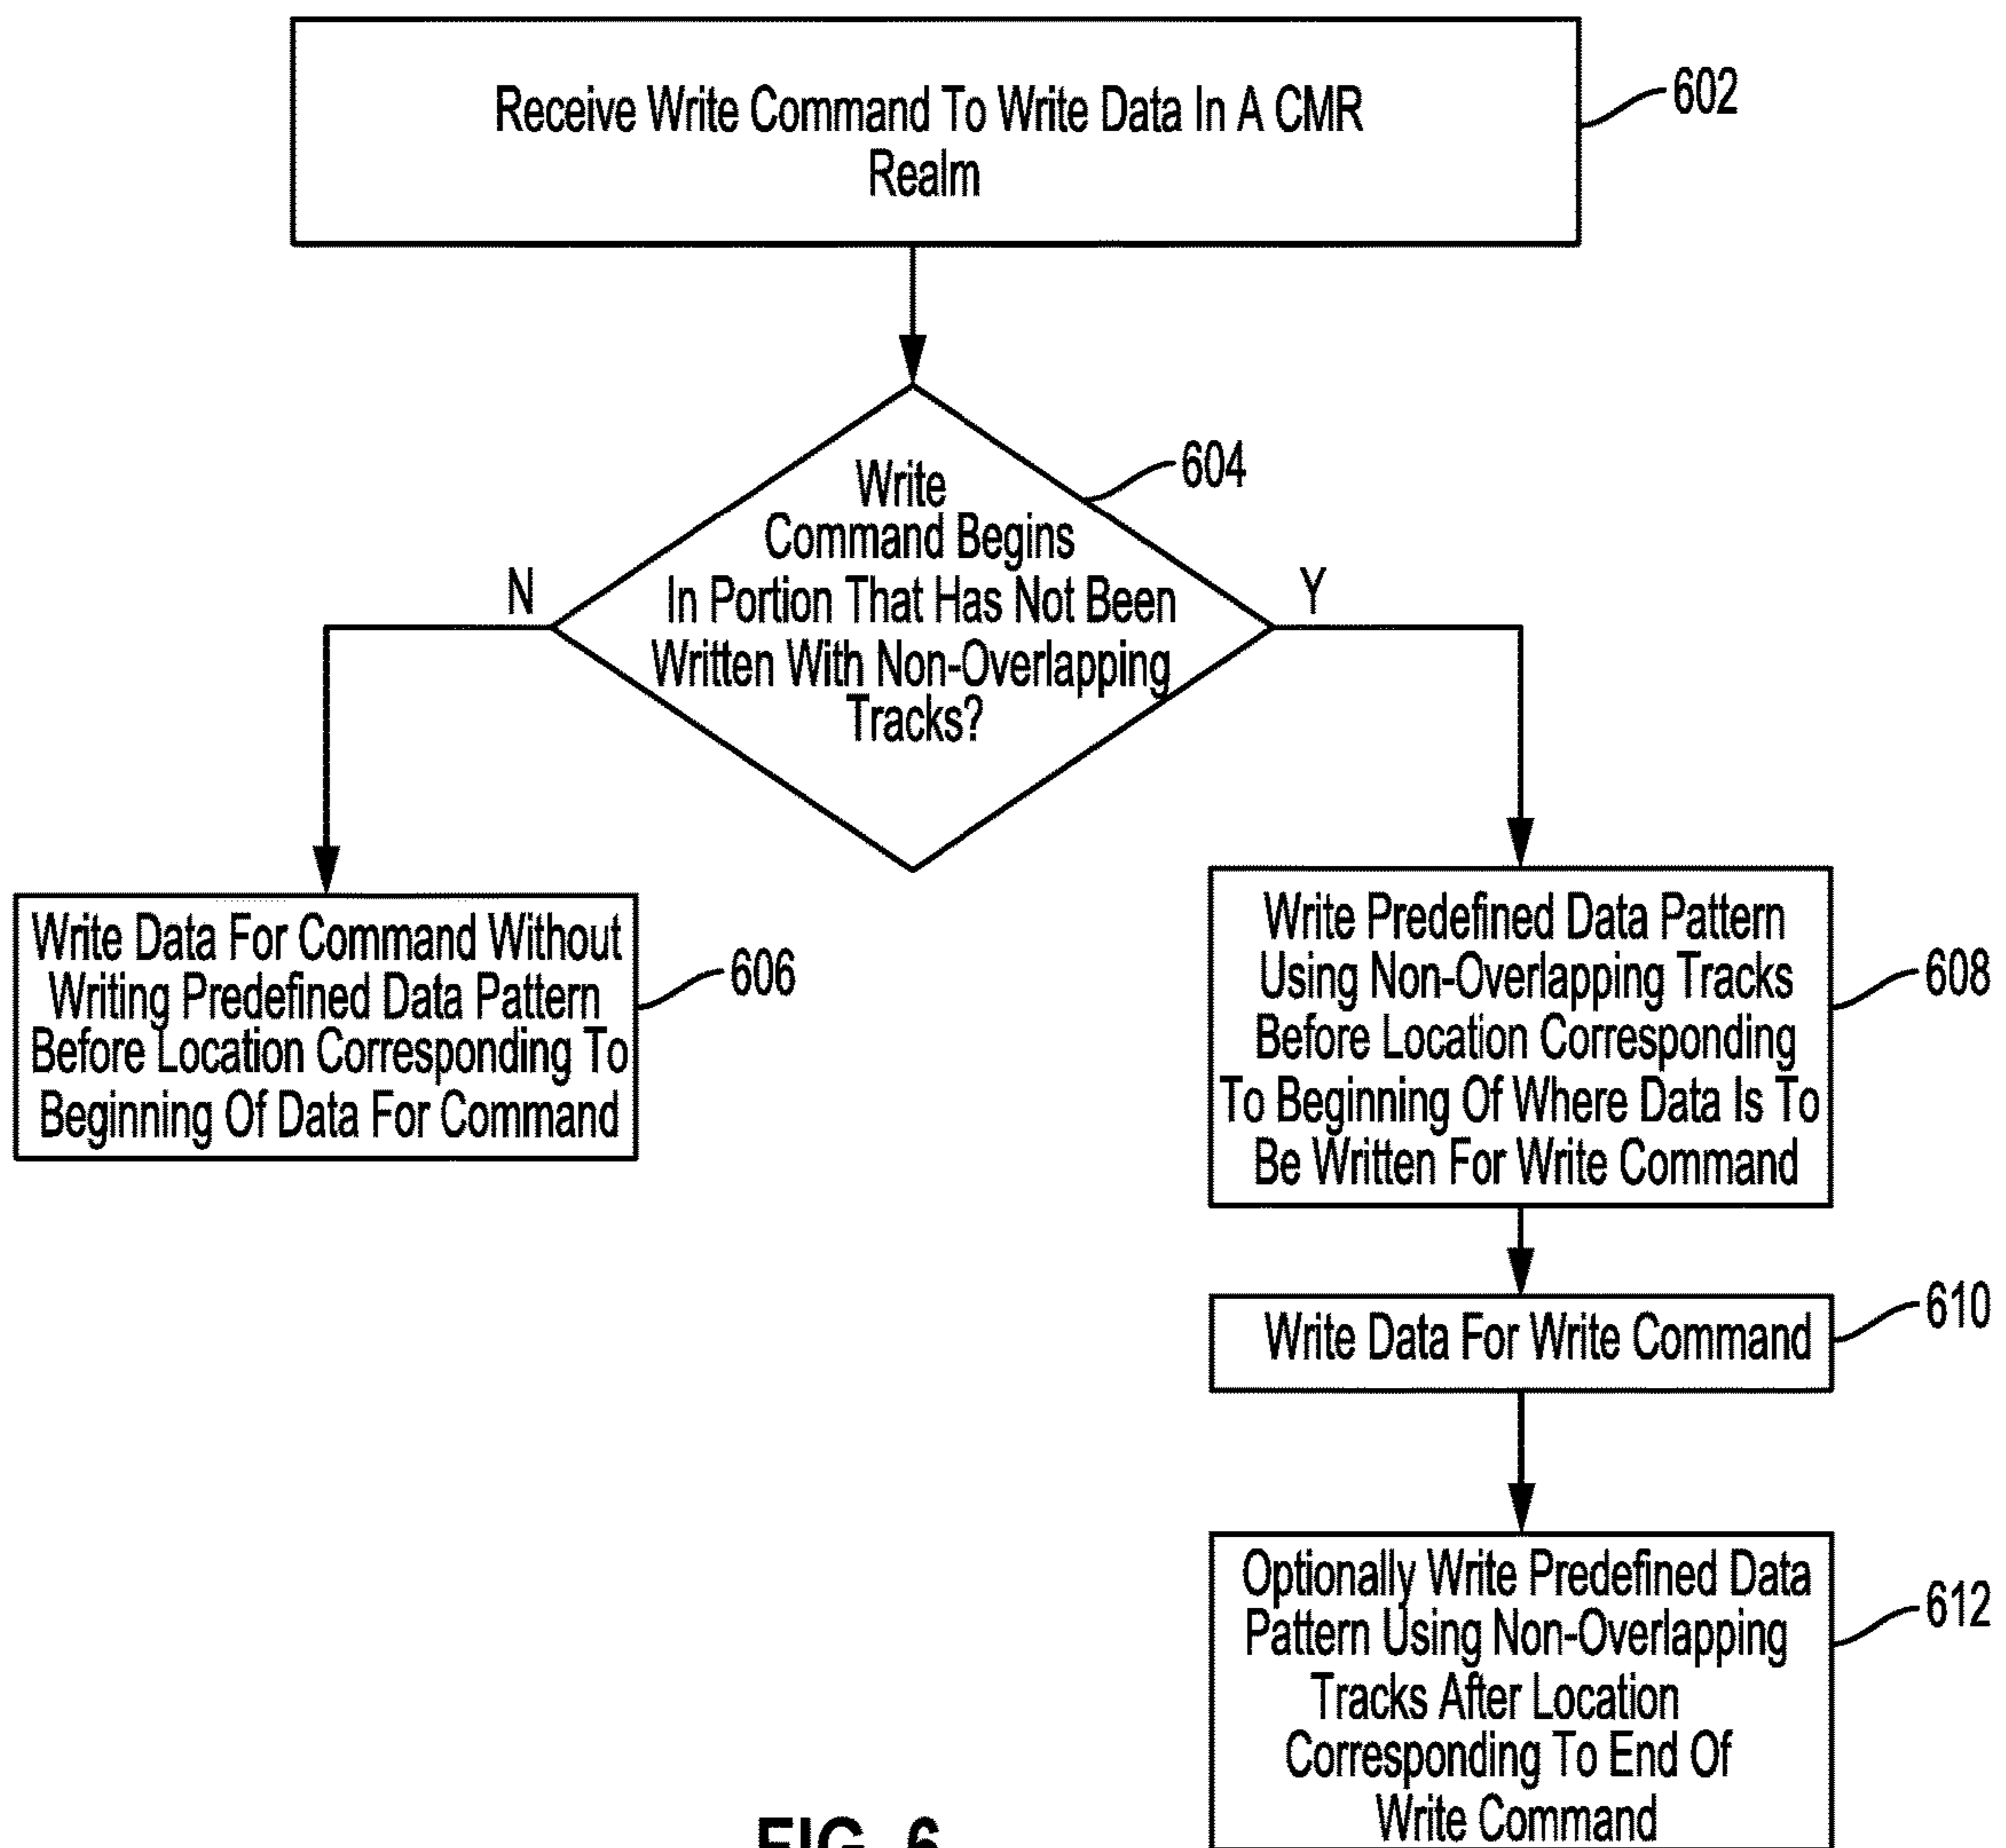 Receive Write Command To Write Data In A CMR
Realm
602
Write
Command Begins
In Portion That Has Not Been
Written With Non-Overlapping
Tracks?
604
N
Y
Write Data For Command Without
Writing Predefined Data Pattern
Before Location Corresponding To
Beginning Of Data For Command
606
Write Predefined Data Pattern
Using Non-Overlapping Tracks
Before Location Corresponding
To Beginning Of Where Data Is To
Be Written For Write Command
608
Write Data For Write Command
610
Optionally Write Predefined Data
Pattern Using Non-Overlapping
Tracks After Location
Corresponding To End Of
Write Command
612
FIG. 6